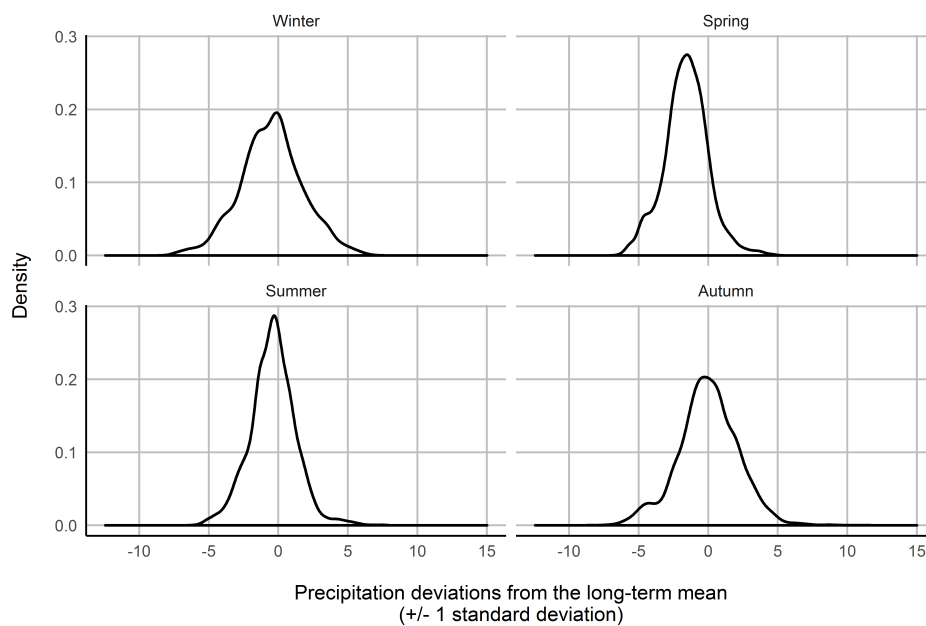 Winter
Spring
0.3
0.2
0.1
0.0
Density
Summer
Autumn
0.3
0.2
0.1
0.0
-10 -5 0 5 10 15
-10 -5 0 5 10 15
Precipitation deviations from the long-term mean
(+/- 1 standard deviation)